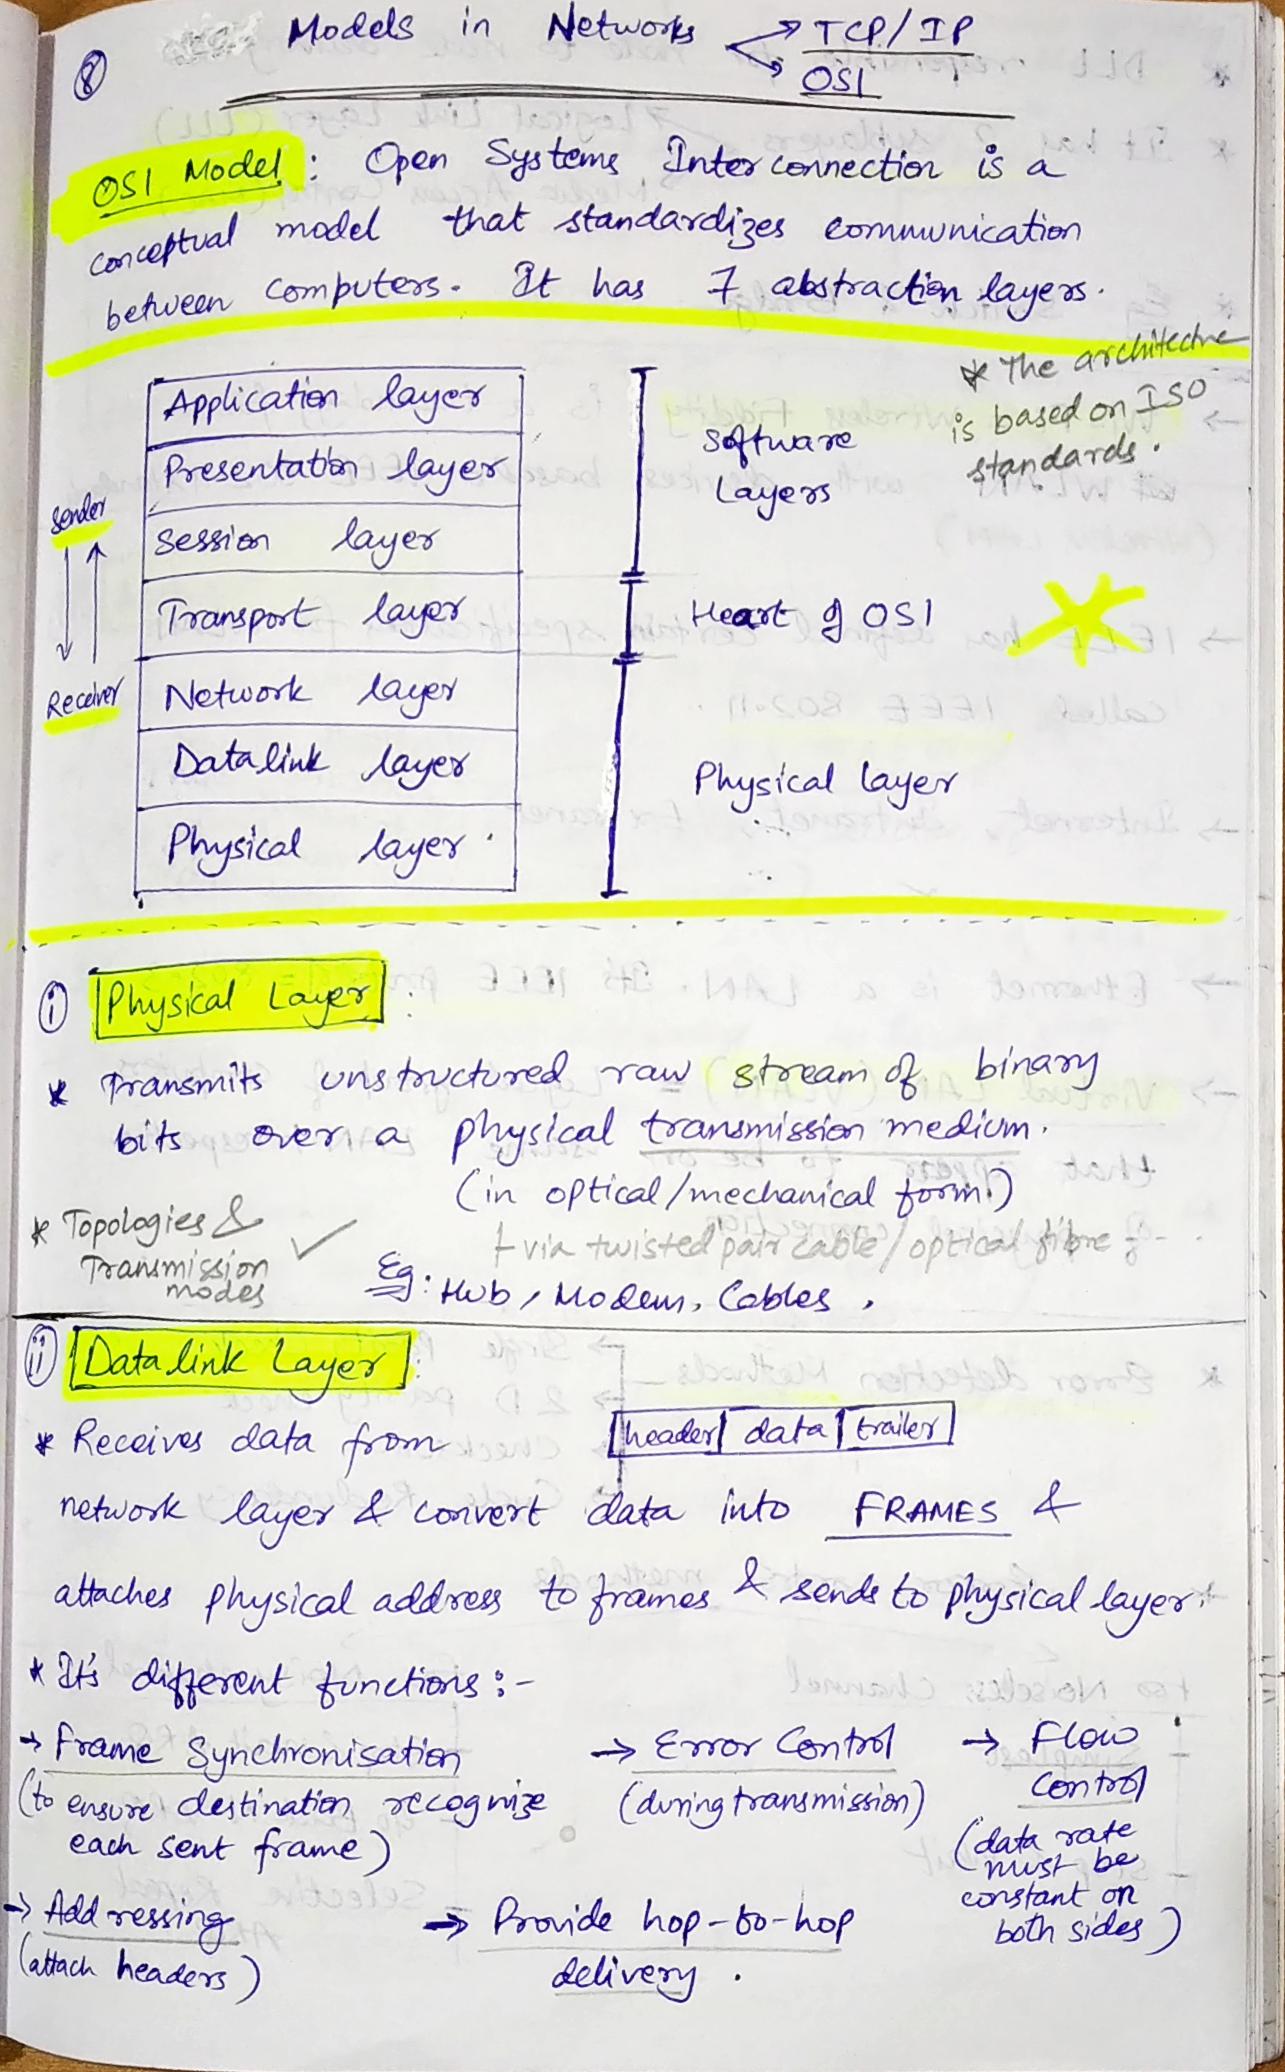 ⑧
Models in Networks → TCP/IP
→ OSI
OSI Model : Open Systems Interconnection is a
conceptual model that standardizes communication
between computers. It has 7 abstraction layers.
* The architecture
is based on ISO
standards.
Application layer
Presentation layer
Session layer
Transport layer
Network layer
Datalink layer
Physical layer
Sender
Receiver
Software
Layers
Heart of OSI
Physical layer
i Physical Layer :
* Transmits unstructured raw stream of binary
bits over a physical transmission medium.
(in optical/mechanical form)
via twisted pair cable/optical fibre
* Topologies &
Transmission
modes
Eg: Hub, Modem, Cables.
ii Datalink Layer :
* Receives data from
header | data | trailer
network layer & convert data into FRAMES &
attaches physical address to frames & sends to physical layer.
* It's different functions :-
→ Frame Synchronisation
(to ensure destination recognize
each sent frame)
→ Error Control
(during transmission)
→ Flow
Control
(data rate
must be
constant on
both sides)
→ Addressing
(attach headers)
→ Provide hop-to-hop
delivery.